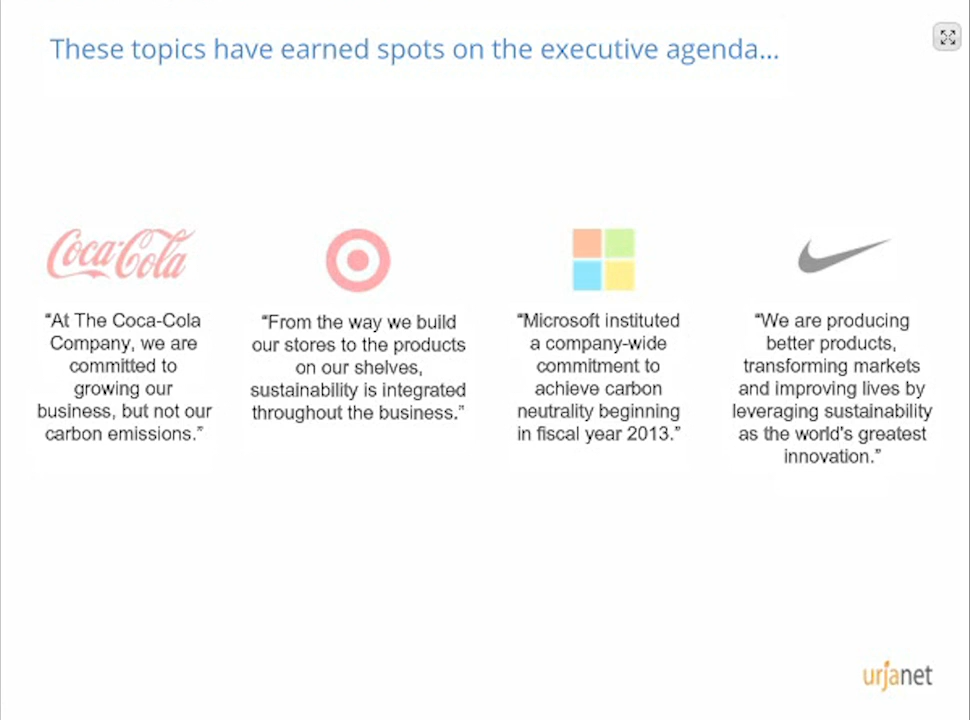 These topics have earned spots on the executive agenda...
Coca-Cola
“At The Coca-Cola
Company, we are
committed to
growing our
business, but not our
carbon emissions.”
“From the way we build
our stores to the products
on our shelves,
sustainability is integrated
throughout the business.”
“Microsoft instituted
a company-wide
commitment to
achieve carbon
neutrality beginning
in fiscal year 2013.”
“We are producing
better products,
transforming markets
and improving lives by
leveraging sustainability
as the world's greatest
innovation.”
urjanet